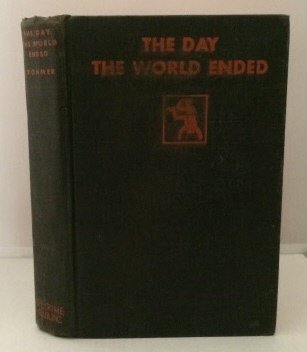 THE DAY
THE WORLD
ENDED
ROHMER
THE DAY
THE WORLD ENDED